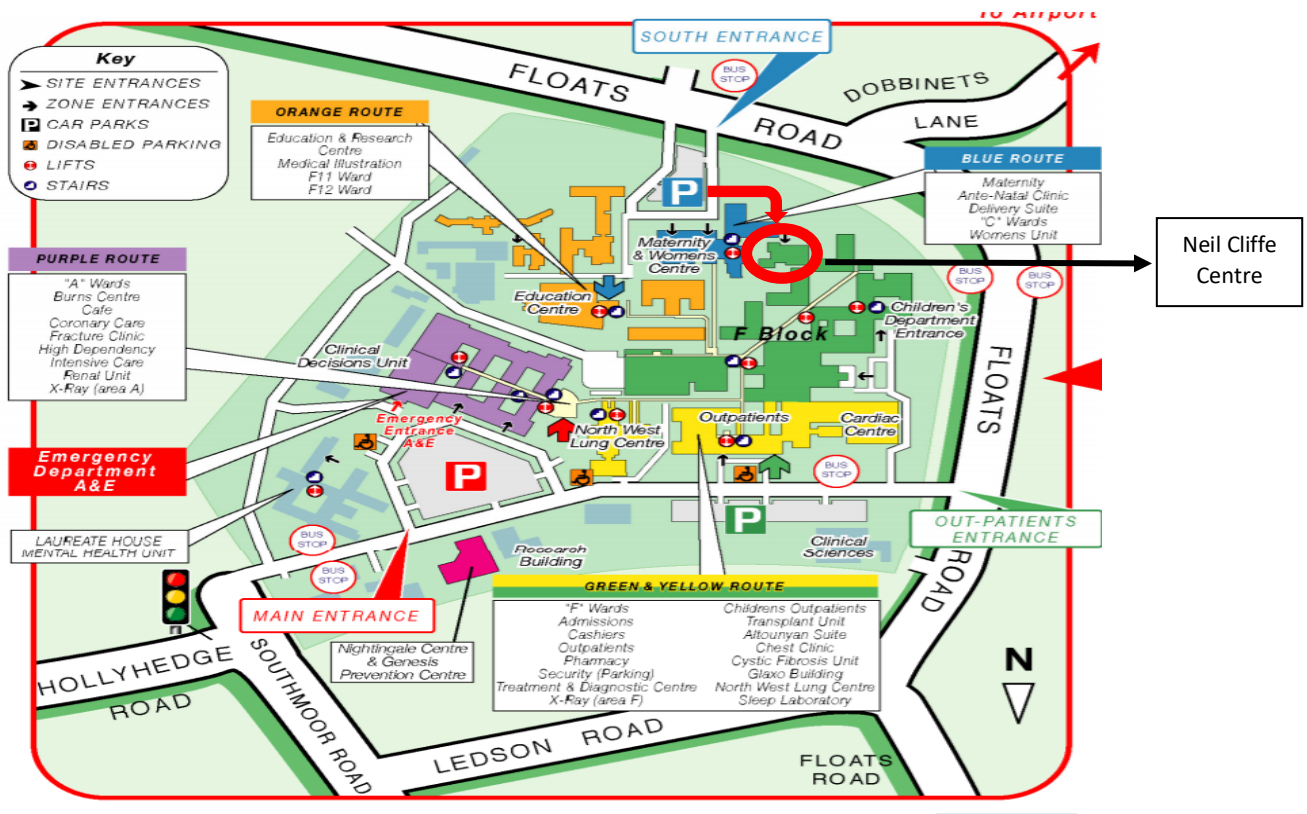 To Airport
SOUTH ENTRANCE
BUS
STOP
FLOATS
ROAD
DOBBINETS
LANE
Key
SITE ENTRANCES
ZONE ENTRANCES
P CAR PARKS
DISABLED PARKING
LIFTS
STAIRS
ORANGE ROUTE
Education & Research
Centre
Medical Illustration
F11 Ward
F12 Ward
BLUE ROUTE
Maternity
Ante-Natal Clinic
Delivery Suite
"C" Wards
Womens Unit
P
Maternity
& Womens
Centre
Neil Cliffe
Centre
PURPLE ROUTE
"A" Wards
Burns Centre
Cafe
Coronary Care
Fracture Clinic
High Dependency
Intensive Care
Renal Unit
X-Ray (area A)
BUS
STOP
BUS
STOP
Education
Centre
Children's
Department
Entrance
F Block
Clinical
Decisions Unit
FLOATS
Emergency
Entrance
A&E
North West
Lung Centre
Outpatients
Cardiac
Centre
Emergency
Department
A&E
P
BUS
STOP
P
OUT-PATIENTS
ENTRANCE
LAUREATE HOUSE
MENTAL HEALTH UNIT
BUS
STOP
BUS
STOP
Research
Building
Clinical
Sciences
ROAD
MAIN ENTRANCE
GREEN & YELLOW ROUTE
"F" Wards
Admissions
Cashiers
Outpatients
Pharmacy
Security (Parking)
Treatment & Diagnostic Centre
X-Ray (area F)
Childrens Outpatients
Transplant Unit
Altounyan Suite
Chest Clinic
Cystic Fibrosis Unit
Glaxo Building
North West Lung Centre
Sleep Laboratory
Nightingale Centre
& Genesis
Prevention Centre
N
HOLLYHEDGE
ROAD
SOUTHMOOR ROAD
LEDSON ROAD
FLOATS
ROAD